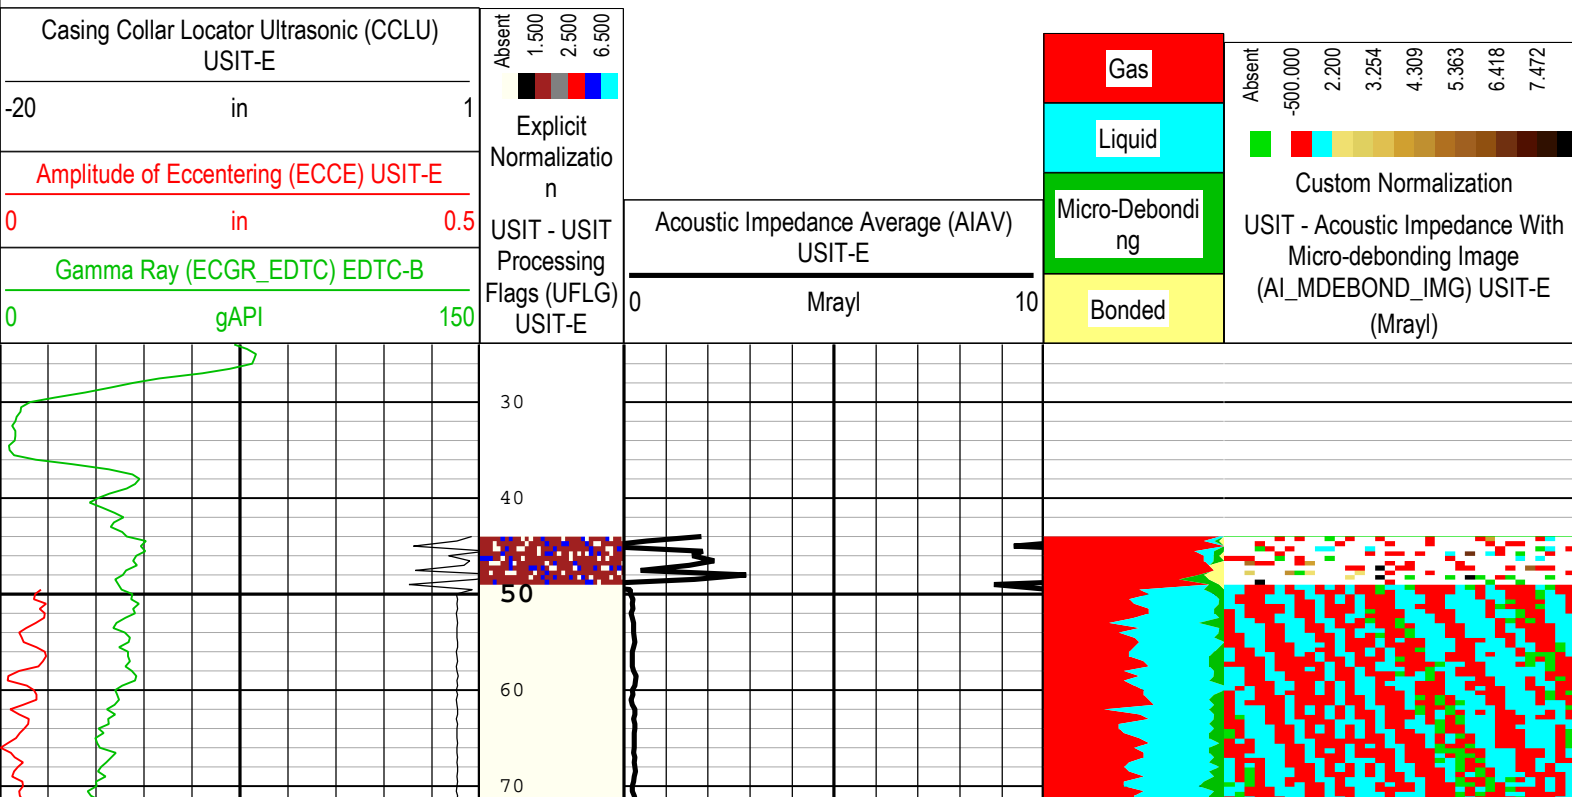 Casing Collar Locator Ultrasonic (CCLU)
USIT-E
-20 in 1
Amplitude of Eccentering (ECCE) USIT-E
0 in 0.5
Gamma Ray (ECGR_EDTC) EDTC-B
0 gAPI 150
Absent
1.500
2.500
6.500
Explicit
Normalizatio
n
USIT - USIT
Processing
Flags (UFLG)
USIT-E
Acoustic Impedance Average (AIAV)
USIT-E
0 Mrayl 10
Gas
Liquid
Micro-Debondi
ng
Bonded
Absent
-500.000
2.200
3.254
4.309
5.363
6.418
7.472
Custom Normalization
USIT - Acoustic Impedance With
Micro-debonding Image
(AI_MDEBOND_IMG) USIT-E
(Mrayl)
30
40
50
60
70